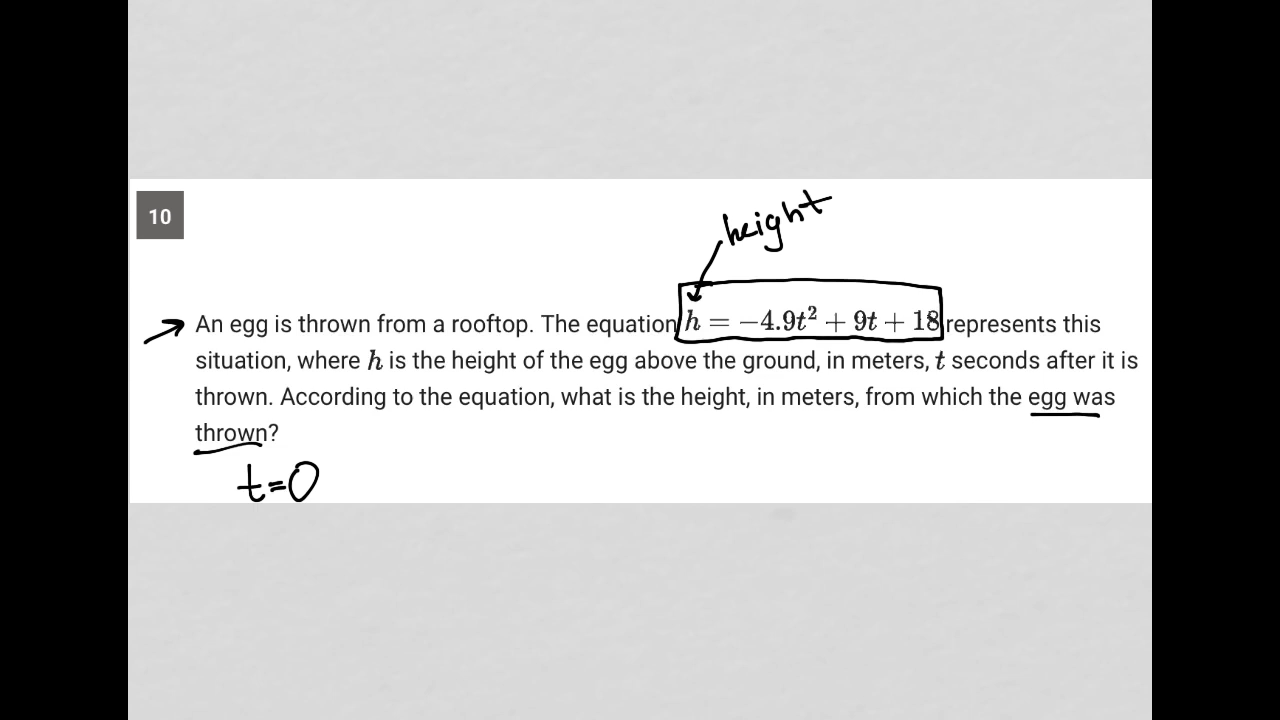 10
height
An egg is thrown from a rooftop. The equation h = −4.9t² + 9t + 18 represents this
situation, where h is the height of the egg above the ground, in meters, t seconds after it is
thrown. According to the equation, what is the height, in meters, from which the egg was
thrown?
t=0